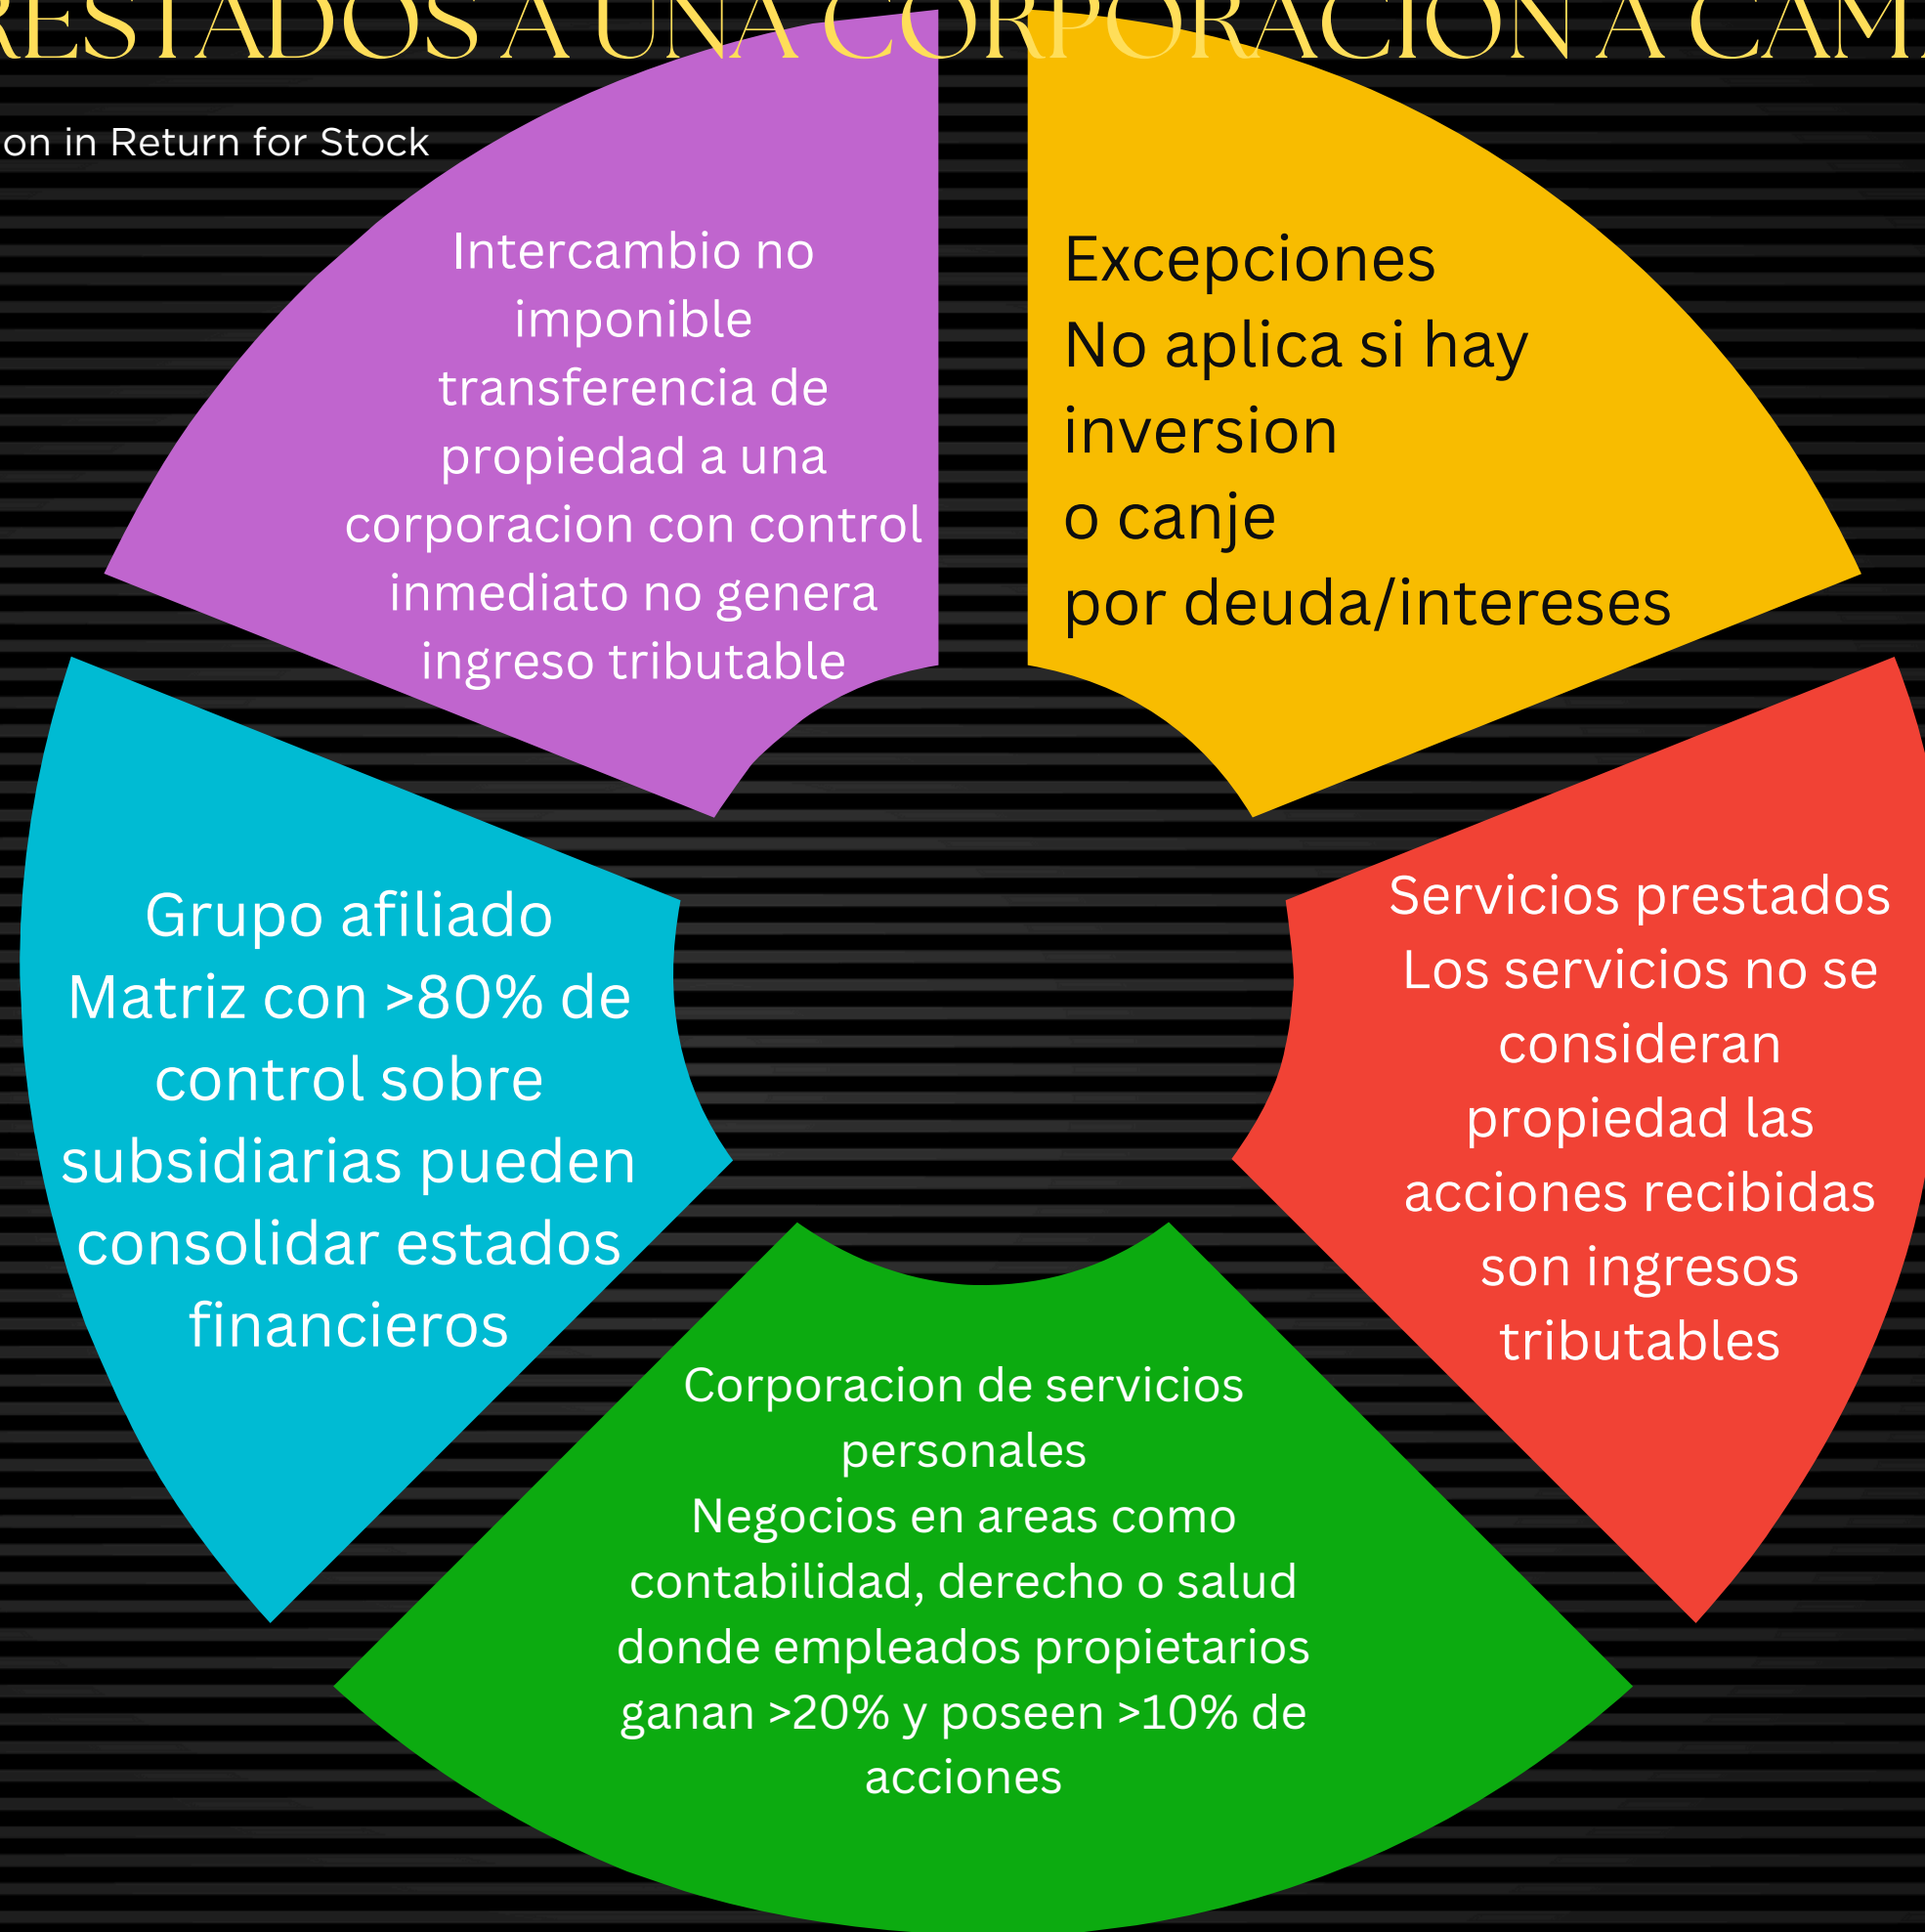 RESTADOS A UNA CORPORACION A CAM
on in Return for Stock
Intercambio no
imponible
transferencia de
propiedad a una
corporacion con control
inmediato no genera
ingreso tributable
Excepciones
No aplica si hay
inversion
o canje
por deuda/intereses
Grupo afiliado
Matriz con >80% de
control sobre
subsidiarias pueden
consolidar estados
financieros
Servicios prestados
Los servicios no se
consideran
propiedad las
acciones recibidas
son ingresos
tributables
Corporacion de servicios
personales
Negocios en areas como
contabilidad, derecho o salud
donde empleados propietarios
ganan >20% y poseen >10% de
acciones